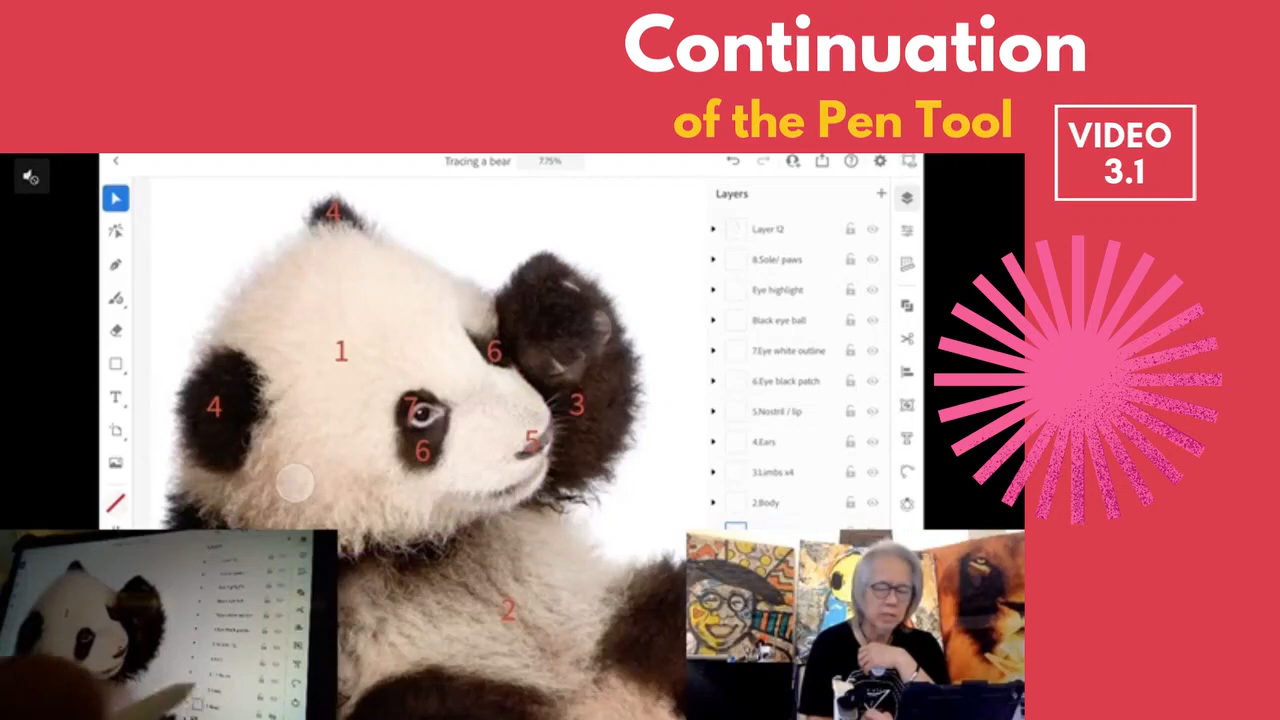 Continuation
of the Pen Tool
VIDEO
3.1
Tracing a bear
775%
Layers
Layer 12
8.Sole/ paws
Eye highlight
Black eye ball
7.Eye white outline
6.Eye black patch
5.Nostril / lip
4.Ears
3.Limbs x4
2.Body
T
4
1
6
4
7
3
5
6
2